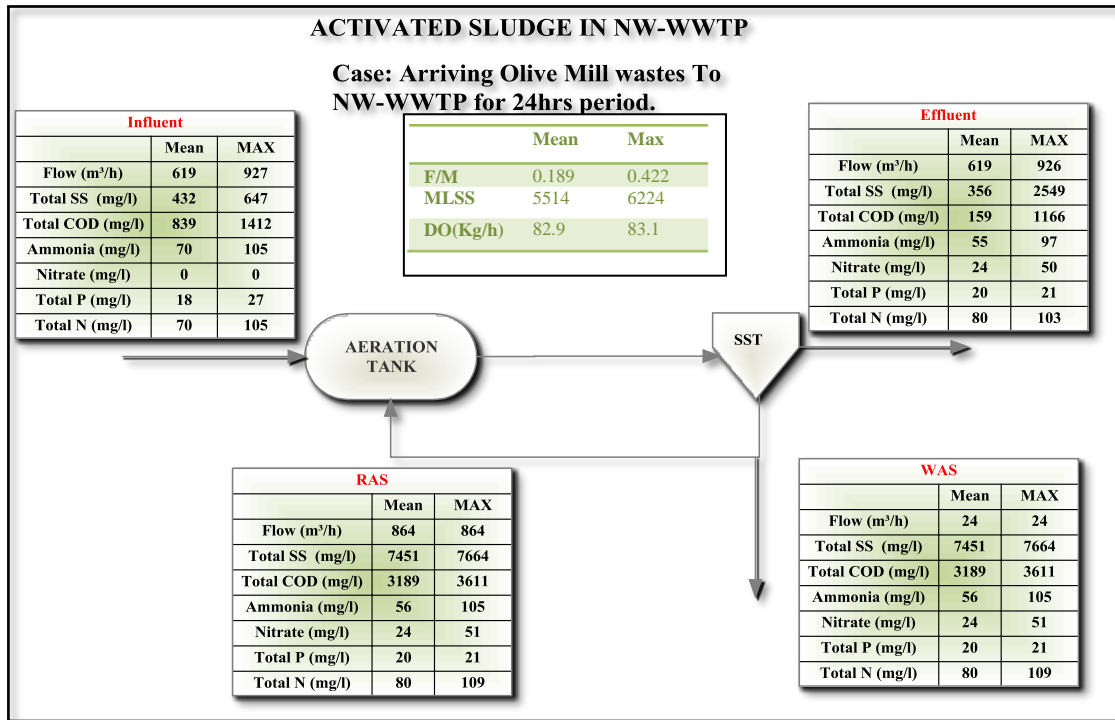 ACTIVATED SLUDGE IN NW-WWTP
Case: Arriving Olive Mill wastes To
NW-WWTP for 24hrs period.
Influent
Mean MAX
Flow (m³/h) 619 927
Total SS (mg/l) 432 647
Total COD (mg/l) 839 1412
Ammonia (mg/l) 70 105
Nitrate (mg/l) 0 0
Total P (mg/l) 18 27
Total N (mg/l) 70 105
Mean Max
F/M 0.189 0.422
MLSS 5514 6224
DO(Kg/h) 82.9 83.1
Effluent
Mean MAX
Flow (m³/h) 619 926
Total SS (mg/l) 356 2549
Total COD (mg/l) 159 1166
Ammonia (mg/l) 55 97
Nitrate (mg/l) 24 50
Total P (mg/l) 20 21
Total N (mg/l) 80 103
AERATION
TANK
SST
RAS
Mean MAX
Flow (m³/h) 864 864
Total SS (mg/l) 7451 7664
Total COD (mg/l) 3189 3611
Ammonia (mg/l) 56 105
Nitrate (mg/l) 24 51
Total P (mg/l) 20 21
Total N (mg/l) 80 109
WAS
Mean MAX
Flow (m³/h) 24 24
Total SS (mg/l) 7451 7664
Total COD (mg/l) 3189 3611
Ammonia (mg/l) 56 105
Nitrate (mg/l) 24 51
Total P (mg/l) 20 21
Total N (mg/l) 80 109